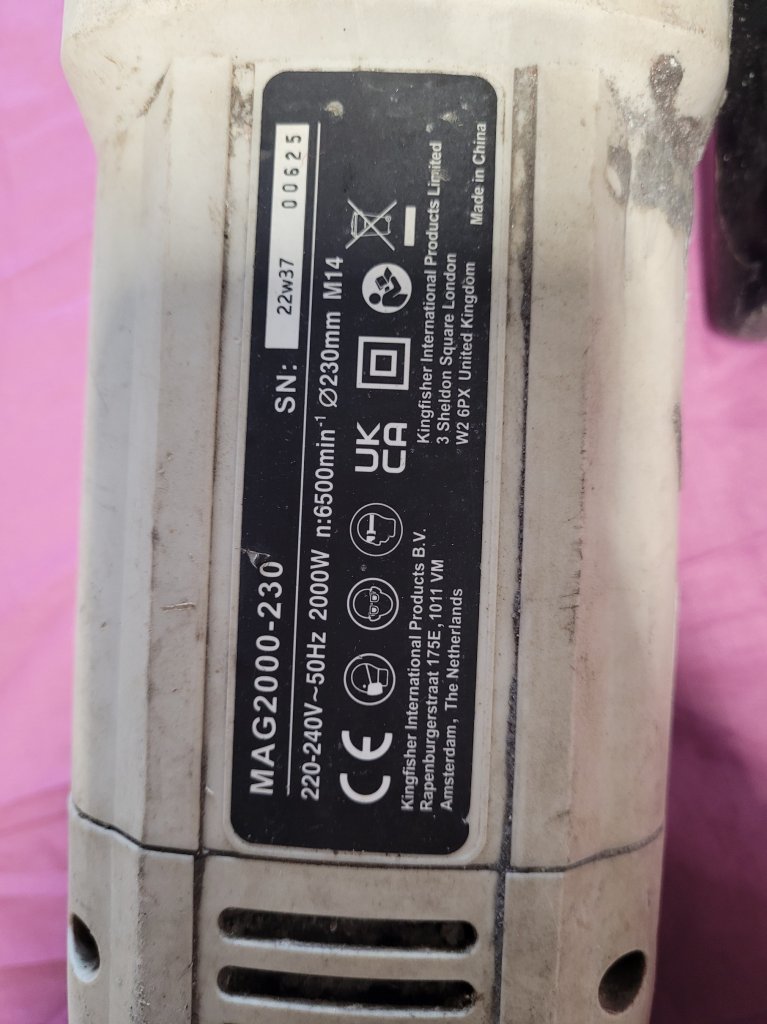 MAG2000-230 SN: 22w37 00625
220-240V~50Hz 2000W n:6500min⁻¹ Ø230mm M14
CE UKCA
Kingfisher International Products B.V.
Rapenburgerstraat 175E, 1011 VM
Amsterdam, The Netherlands
Kingfisher International Products Limited
3 Sheldon Square London
W2 6PX United Kingdom
Made in China